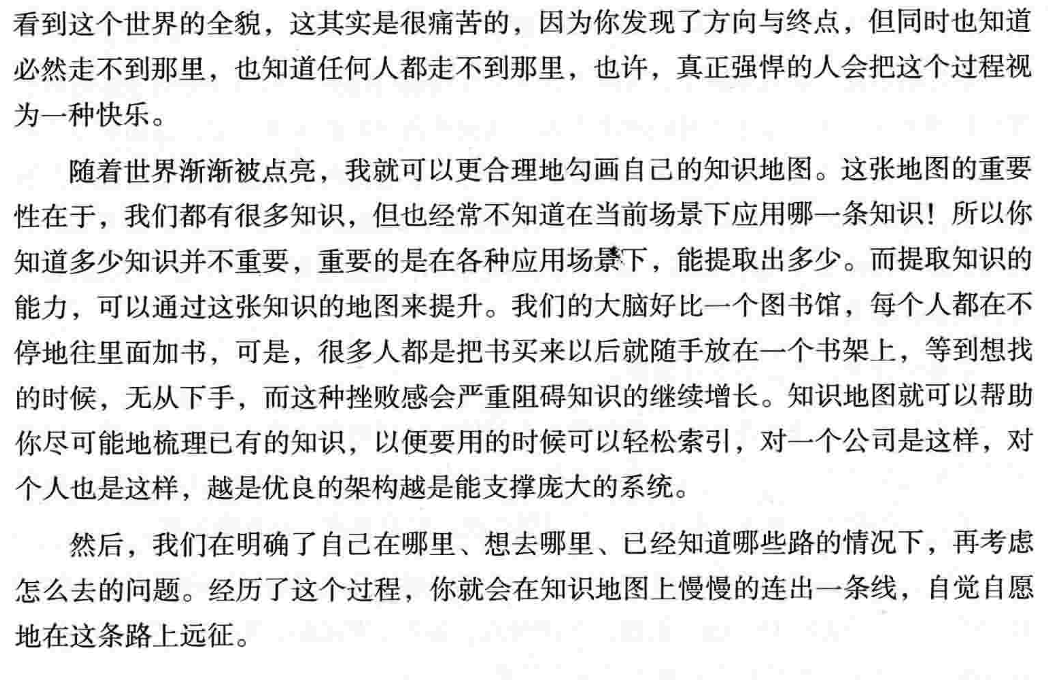 看到这个世界的全貌，这其实是很痛苦的，因为你发现了方向与终点，但同时也知道
必然走不到那里，也知道任何人都走不到那里，也许，真正强悍的人会把这个过程视
为一种快乐。
随着世界渐渐被点亮，我就可以更合理地勾画自己的知识地图。这张地图的重要
性在于，我们都有很多知识，但也经常不知道在当前场景下应用哪一条知识！所以你
知道多少知识并不重要，重要的是在各种应用场景下，能提取出多少。而提取知识的
能力，可以通过这张知识的地图来提升。我们的大脑好比一个图书馆，每个人都在不
停地往里面加书，可是，很多人都是把书买来以后就随手放在一个书架上，等到想找
的时候，无从下手，而这种挫败感会严重阻碍知识的继续增长。知识地图就可以帮助
你尽可能地梳理已有的知识，以便要用的时候可以轻松索引，对一个公司是这样，对
个人也是这样，越是优良的架构越是能支撑庞大的系统。
然后，我们在明确了自己在哪里、想去哪里、已经知道哪些路的情况下，再考虑
怎么去的问题。经历了这个过程，你就会在知识地图上慢慢的连出一条线，自觉自愿
地在这条路上远征。